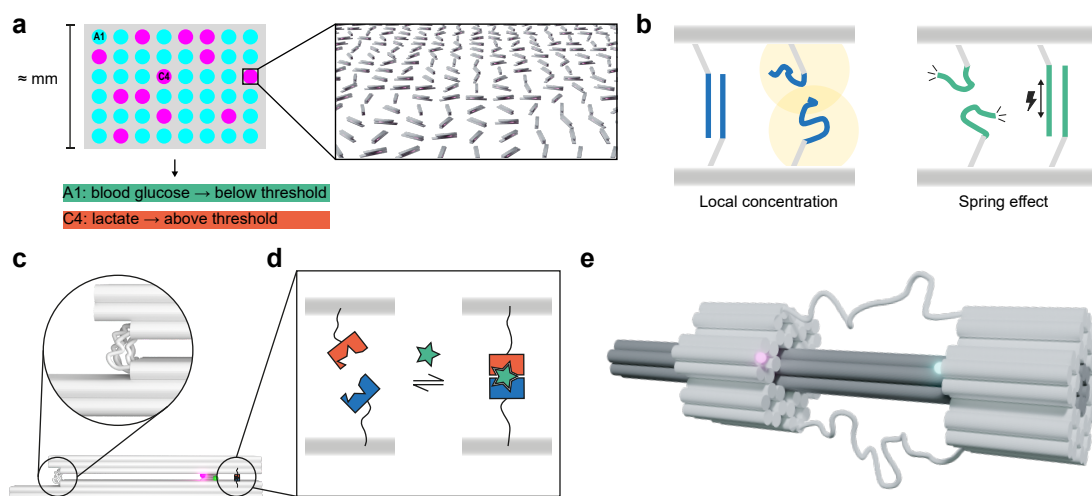 a
A1
C4
≈ mm
A1: blood glucose → below threshold
C4: lactate → above threshold
b
Local concentration
Spring effect
c
d
e